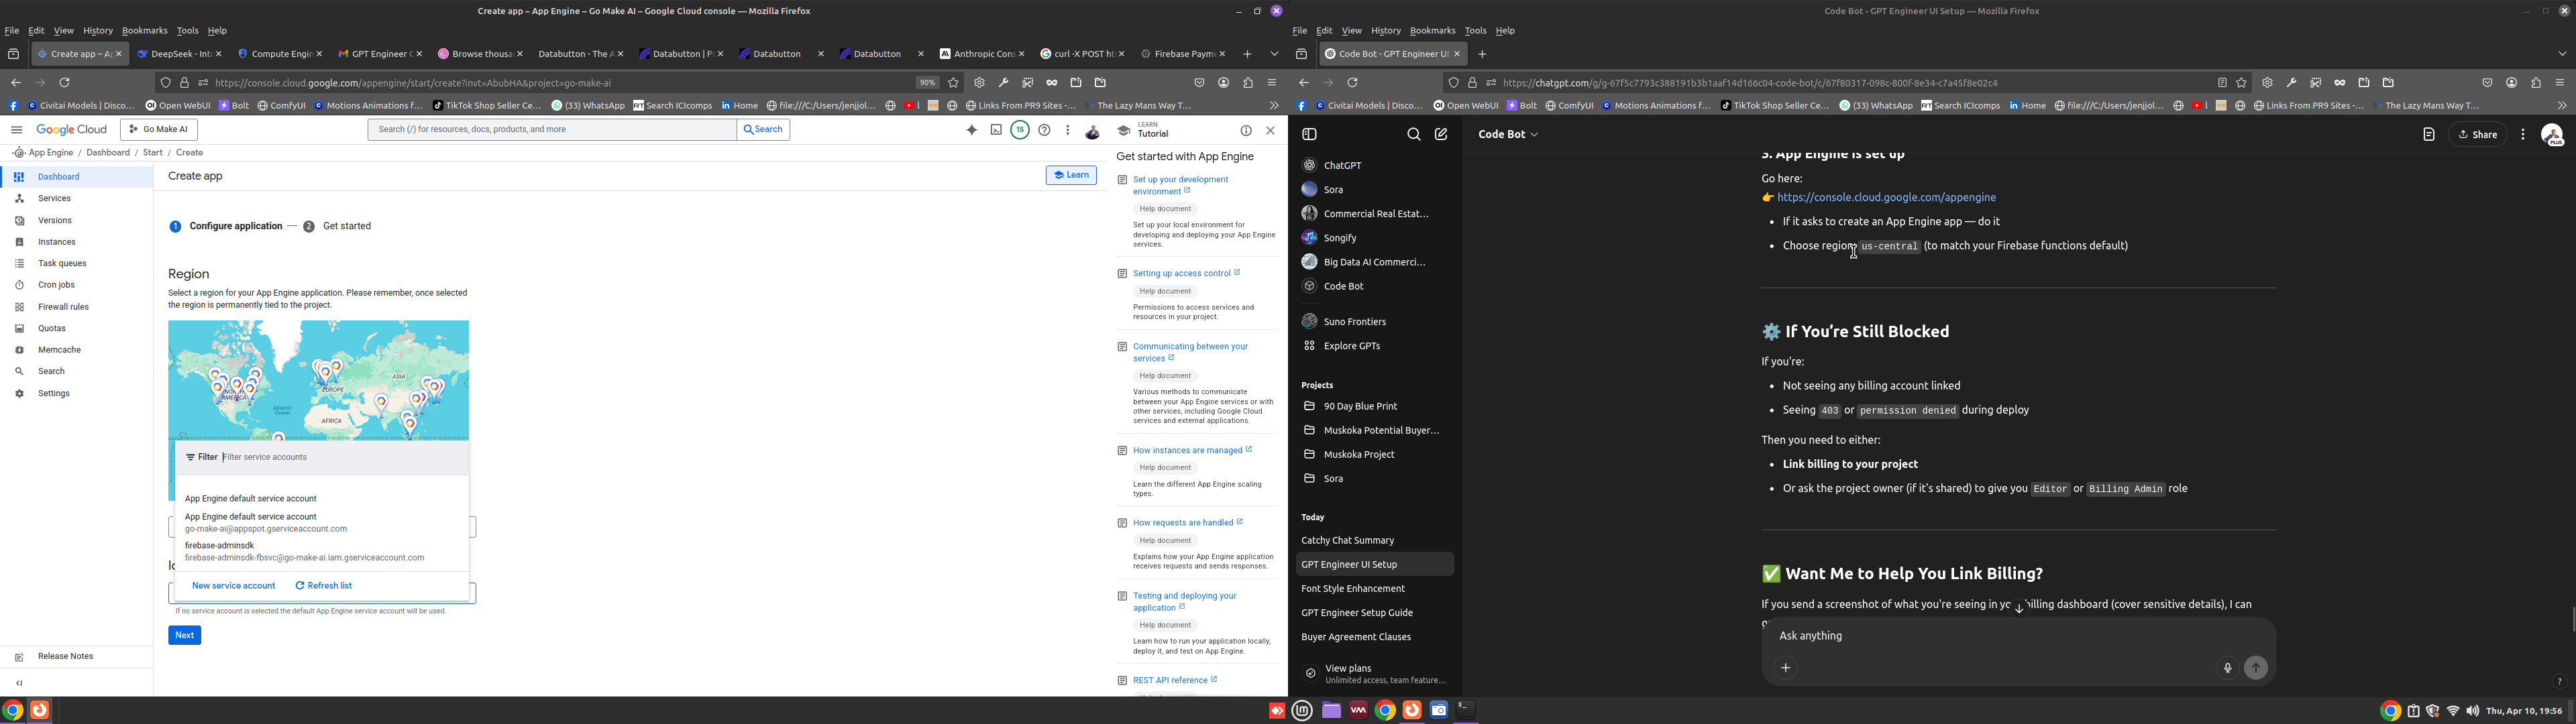 Create app – App Engine – Go Make AI – Google Cloud console — Mozilla Firefox
File Edit View History Bookmarks Tools Help
Create app – A
DeepSeek - Int
Compute Engin
GPT Engineer C
Browse thousa
Databutton - The A
Databutton | P
Databutton
Databutton
Anthropic Con
curl -X POST ht
Firebase Payme
https://console.cloud.google.com/appengine/start/create?invt=AbubHA&project=go-make-ai
90%
Civitai Models | Disco...
Open WebUI
Bolt
ComfyUI
Motions Animations f...
TikTok Shop Seller Ce...
(33) WhatsApp
Search ICIcomps
Home
file:///C:/Users/jenjjol...
Links From PR9 Sites -...
The Lazy Mans Way T...
Google Cloud
Go Make AI
Search (/) for resources, docs, products, and more
Search
15
LEARN
Tutorial
App Engine / Dashboard / Start / Create
Dashboard
Services
Versions
Instances
Task queues
Cron jobs
Firewall rules
Quotas
Memcache
Search
Settings
Release Notes
Create app
Learn
1 Configure application — 2 Get started
Region
Select a region for your App Engine application. Please remember, once selected
the region is permanently tied to the project.
NORTH AMERICA
Atlantic Ocean
EUROPE
AFRICA
ASIA
Filter Filter service accounts
App Engine default service account
App Engine default service account
go-make-ai@appspot.gserviceaccount.com
firebase-adminsdk
firebase-adminsdk-fbsvc@go-make-ai.iam.gserviceaccount.com
New service account
Refresh list
If no service account is selected the default App Engine service account will be used.
Next
Get started with App Engine
Set up your development
environment
Help document
Set up your local environment for
developing and deploying your App Engine
services.
Setting up access control
Help document
Permissions to access services and
resources in your project.
Communicating between your
services
Help document
Various methods to communicate
between your App Engine services or with
other services, including Google Cloud
services and external applications.
How instances are managed
Help document
Learn the different App Engine scaling
types.
How requests are handled
Help document
Explains how your App Engine application
receives requests and sends responses.
Testing and deploying your
application
Help document
Learn how to run your application locally,
deploy it, and test on App Engine.
REST API reference
Code Bot - GPT Engineer UI Setup — Mozilla Firefox
File Edit View History Bookmarks Tools Help
Code Bot - GPT Engineer UI
https://chatgpt.com/g/g-67f5c7793c388191b3b1aaf14d166c04-code-bot/c/67f80317-098c-800f-8e34-c7a45f8e02c4
Civitai Models | Disco...
Open WebUI
Bolt
ComfyUI
Motions Animations f...
TikTok Shop Seller Ce...
(33) WhatsApp
Search ICIcomps
Home
file:///C:/Users/jenjjol...
Links From PR9 Sites -...
The Lazy Mans Way T...
ChatGPT
Sora
Commercial Real Estat...
Songify
Big Data AI Commerci...
Code Bot
Suno Frontiers
Explore GPTs
Projects
90 Day Blue Print
Muskoka Potential Buyer...
Muskoka Project
Sora
Today
Catchy Chat Summary
GPT Engineer UI Setup
Font Style Enhancement
GPT Engineer Setup Guide
Buyer Agreement Clauses
View plans
Unlimited access, team feature...
Code Bot
Share
PLUS
3. App Engine is set up
Go here:
👉 https://console.cloud.google.com/appengine
• If it asks to create an App Engine app — do it
• Choose region: us-central (to match your Firebase functions default)
⚙️ If You’re Still Blocked
If you're:
• Not seeing any billing account linked
• Seeing 403 or permission denied during deploy
Then you need to either:
• Link billing to your project
• Or ask the project owner (if it’s shared) to give you Editor or Billing Admin role
✅ Want Me to Help You Link Billing?
If you send a screenshot of what you're seeing in your billing dashboard (cover sensitive details), I can
Ask anything
?
Thu, Apr 10, 19:56